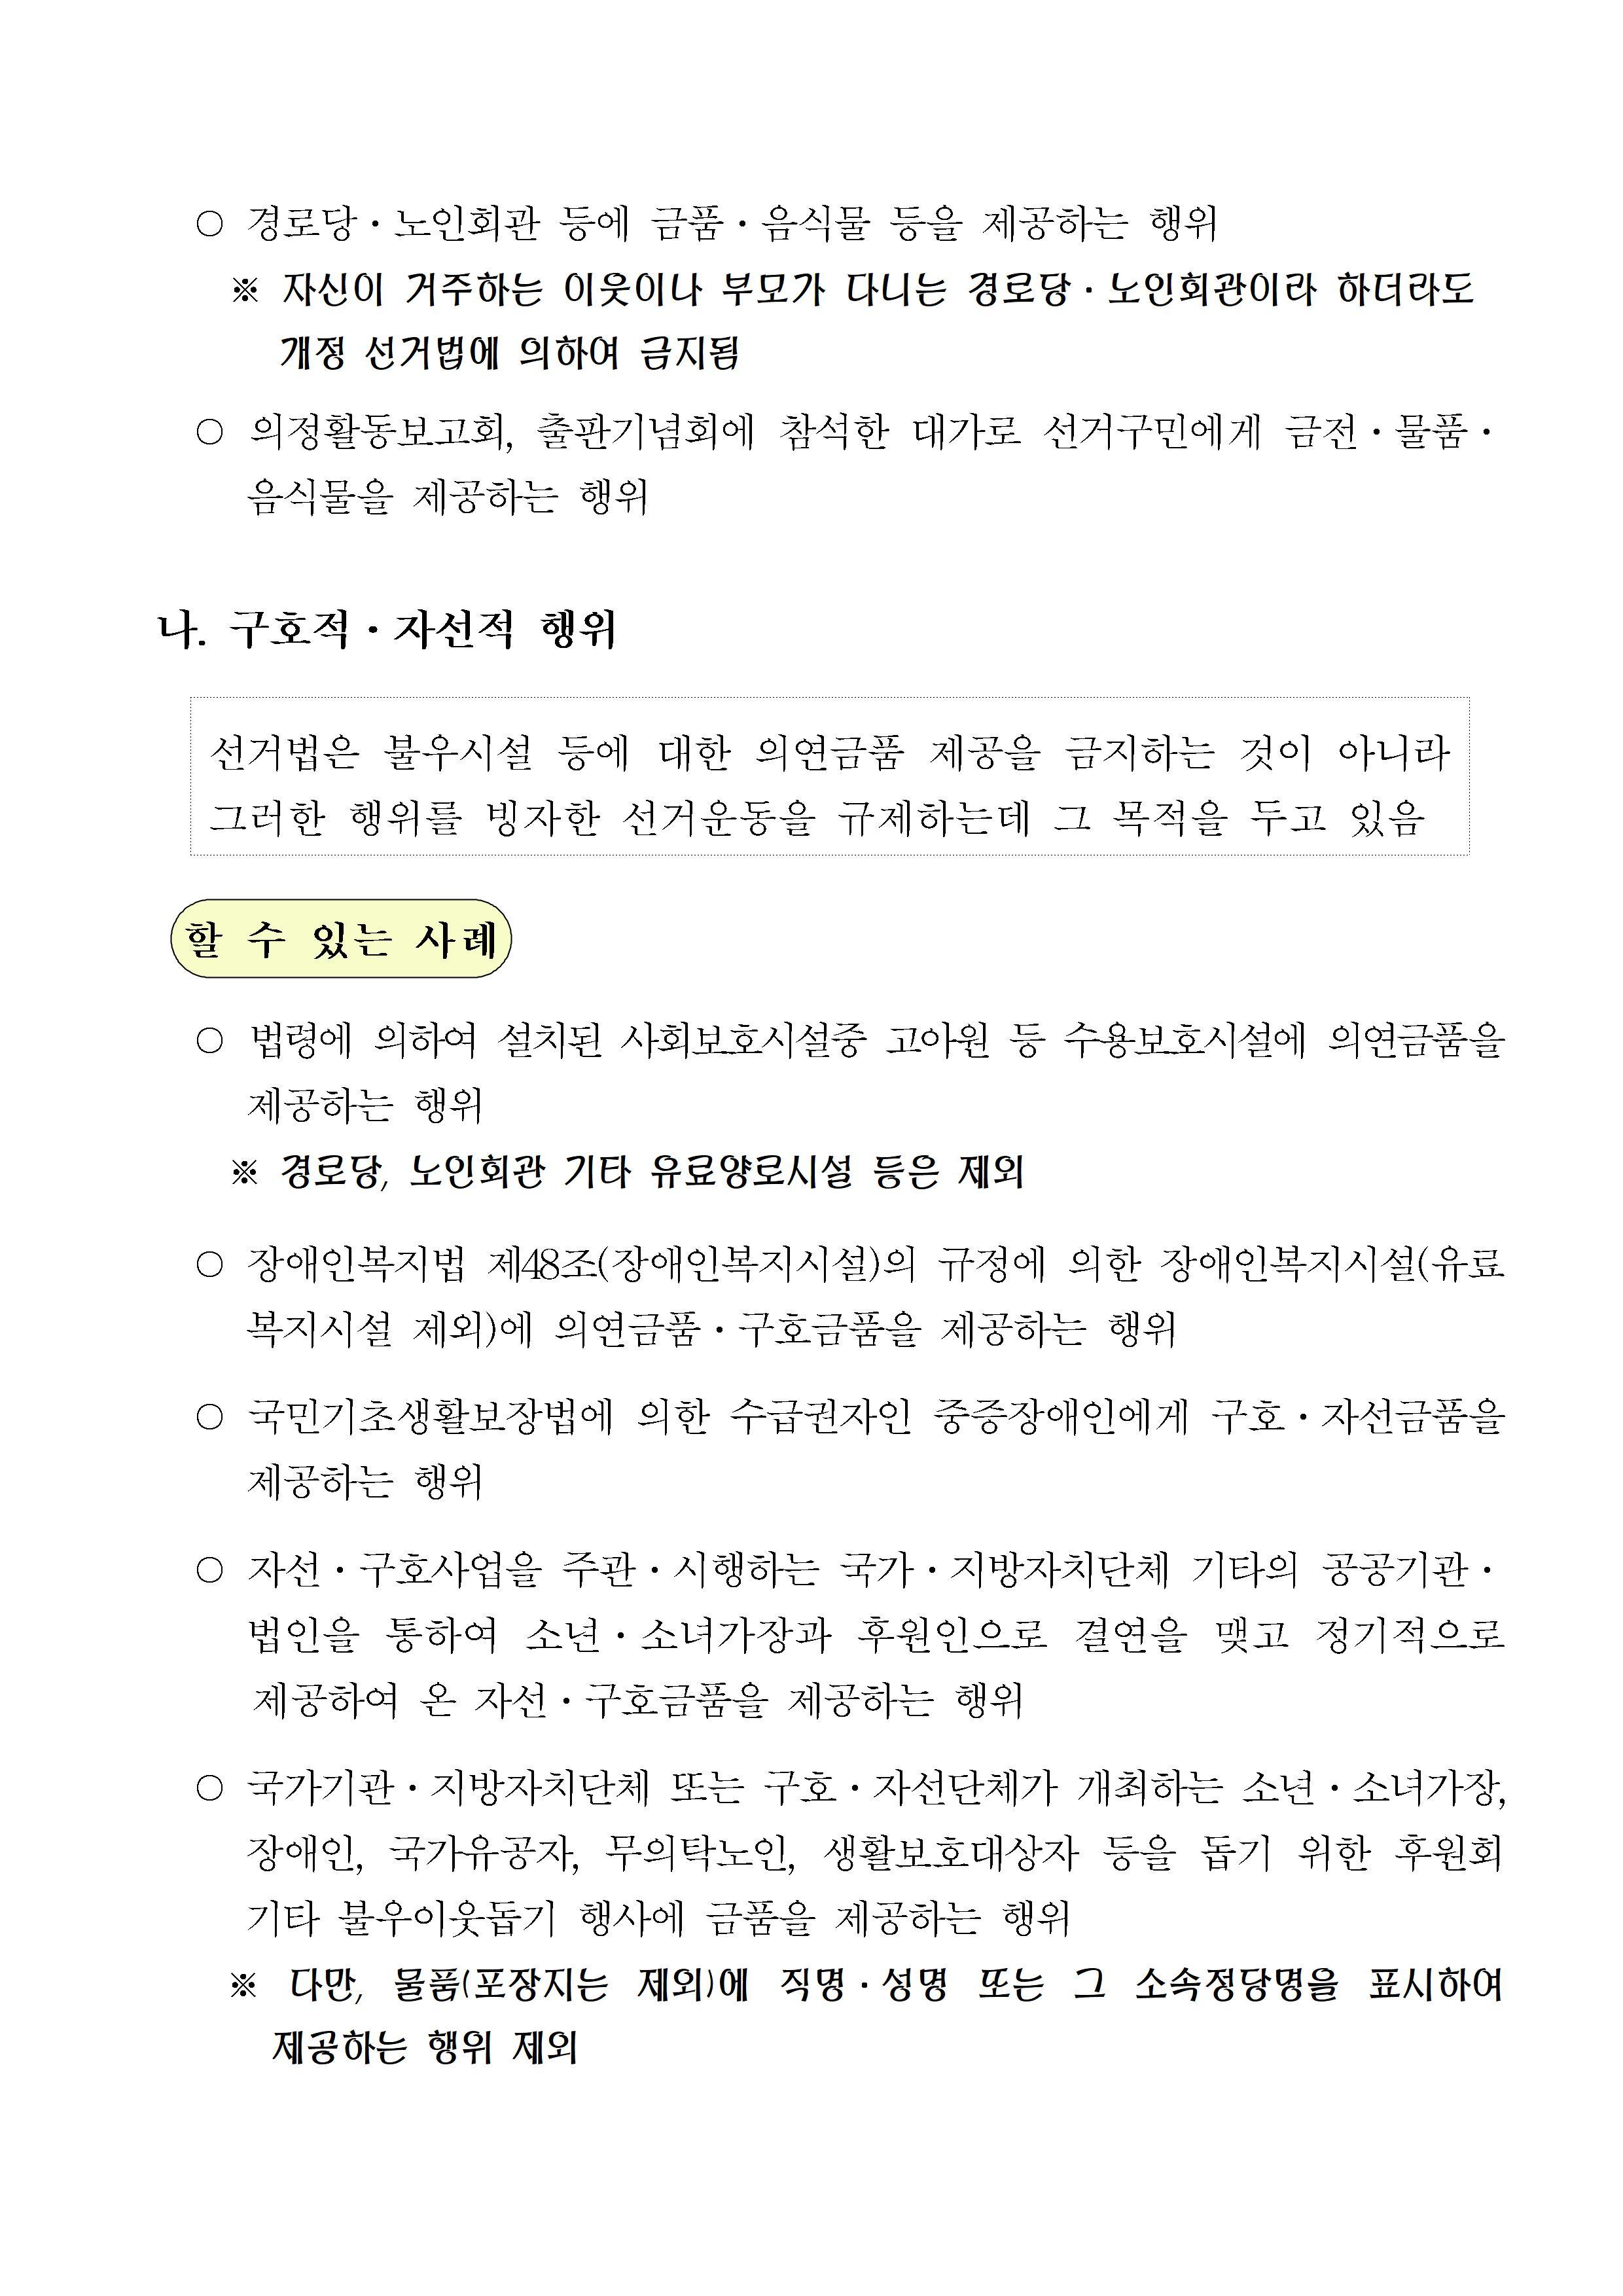 ○ 경로당・노인회관 등에 금품・음식물 등을 제공하는 행위
※ 자신이 거주하는 이웃이나 부모가 다니는 경로당・노인회관이라 하더라도
개정 선거법에 의하여 금지됨
○ 의정활동보고회, 출판기념회에 참석한 대가로 선거구민에게 금전・물품・
음식물을 제공하는 행위
나. 구호적・자선적 행위
선거법은 불우시설 등에 대한 의연금품 제공을 금지하는 것이 아니라
그러한 행위를 빙자한 선거운동을 규제하는데 그 목적을 두고 있음
할 수 있는 사례
○ 법령에 의하여 설치된 사회보호시설중 고아원 등 수용보호시설에 의연금품을
제공하는 행위
※ 경로당, 노인회관 기타 유료양로시설 등은 제외
○ 장애인복지법 제48조(장애인복지시설)의 규정에 의한 장애인복지시설(유료
복지시설 제외)에 의연금품・구호금품을 제공하는 행위
○ 국민기초생활보장법에 의한 수급권자인 중증장애인에게 구호・자선금품을
제공하는 행위
○ 자선・구호사업을 주관・시행하는 국가・지방자치단체 기타의 공공기관・
법인을 통하여 소년・소녀가장과 후원인으로 결연을 맺고 정기적으로
제공하여 온 자선・구호금품을 제공하는 행위
○ 국가기관・지방자치단체 또는 구호・자선단체가 개최하는 소년・소녀가장,
장애인, 국가유공자, 무의탁노인, 생활보호대상자 등을 돕기 위한 후원회
기타 불우이웃돕기 행사에 금품을 제공하는 행위
※ 다만, 물품(포장지는 제외)에 직명・성명 또는 그 소속정당명을 표시하여
제공하는 행위 제외